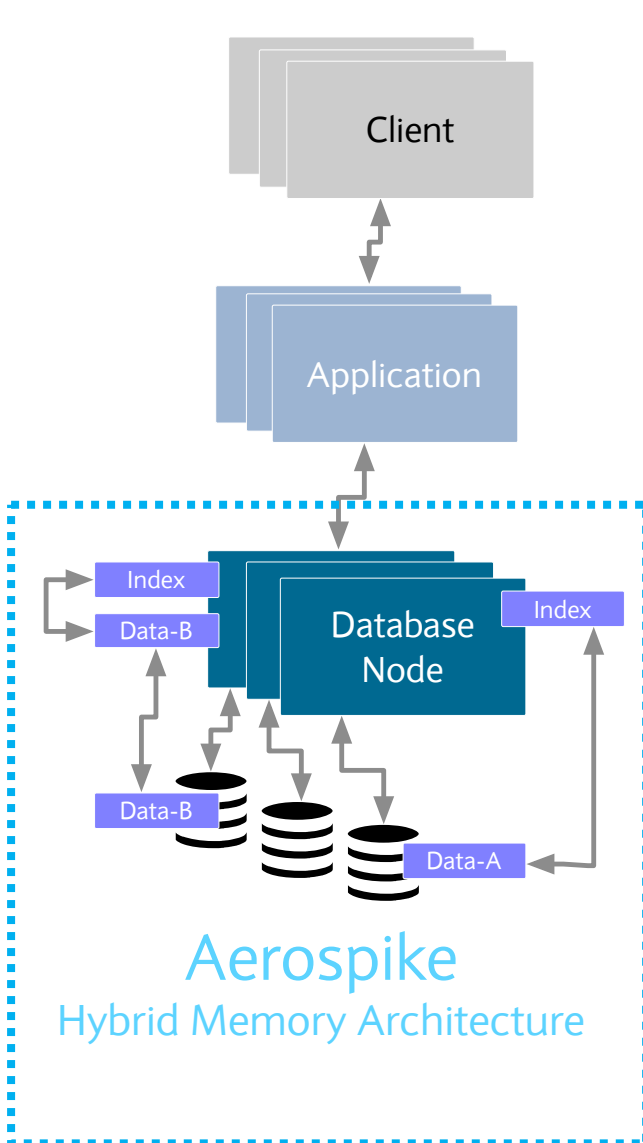 Client
Application
Index
Data-B
Database
Node
Index
Data-B
Data-A
Aerospike
Hybrid Memory Architecture